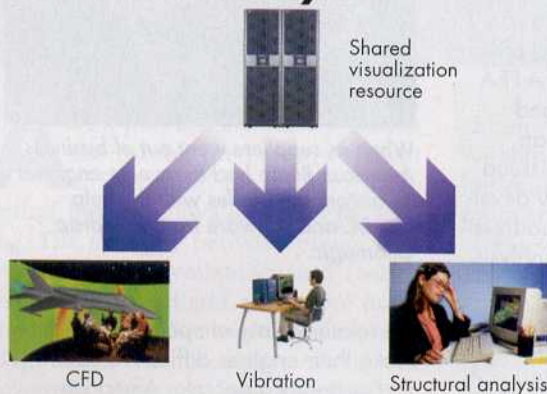 Shared
visualization
resource
CFD
Vibration
Structural analysis